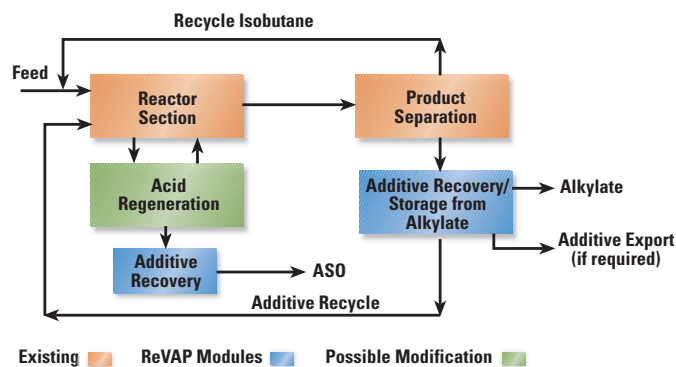 Recycle Isobutane
Feed
Reactor
Section
Product
Separation
Acid
Regeneration
Additive Recovery/
Storage from
Alkylate
Alkylate
Additive Export
(if required)
Additive
Recovery
ASO
Additive Recycle
Existing
ReVAP Modules
Possible Modification